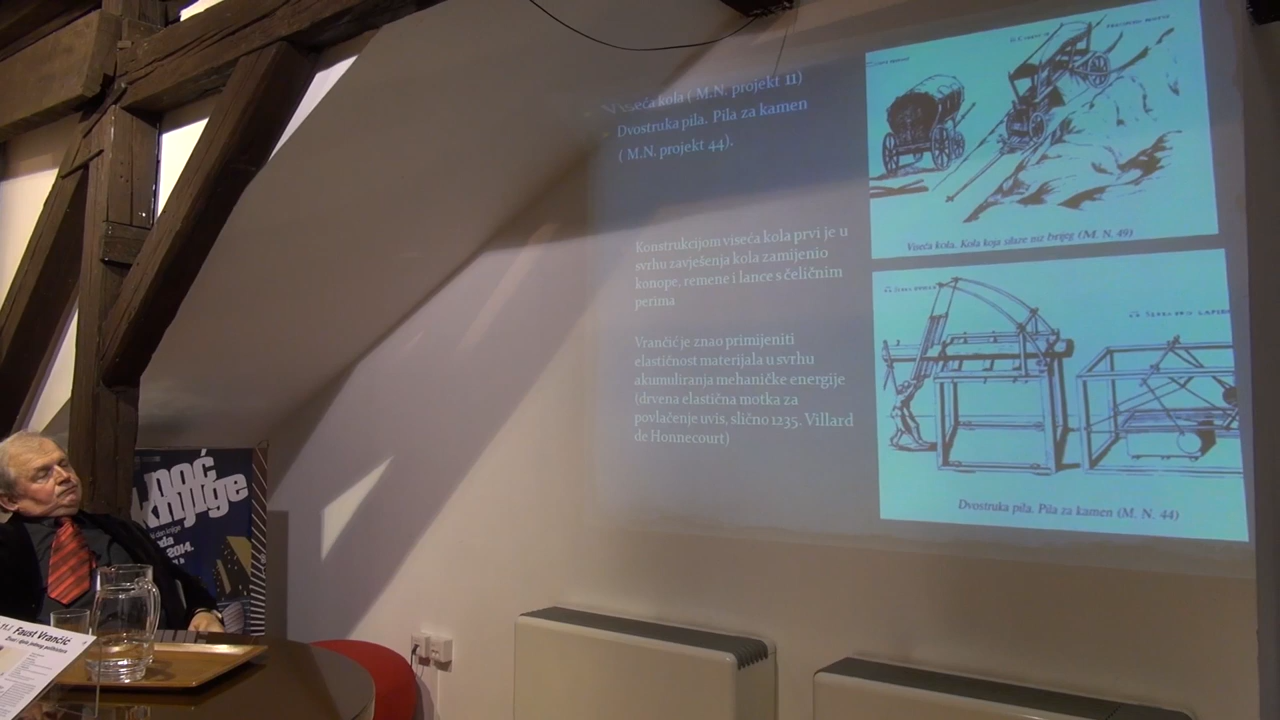 Viseća kola ( M.N. projekt 11)
Dvostruka pila. Pila za kamen
( M.N. projekt 44).
Konstrukcijom viseća kola prvi je u
svrhu zavješenja kola zamijenio
konope, remene i lance s čeličnim
perima
Vrančić je znao primijeniti
elastičnost materijala u svrhu
akumuliranja mehaničke energije
(drvena elastična motka za
povlačenje uvis, slično 1235. Villard
de Honnecourt)
Viseća kola. Kola koja silaze niz brijeg (M. N. 49)
Dvostruka pila. Pila za kamen (M. N. 44)
noć
knjige
dan knjige
2014.
Faust Vrančić